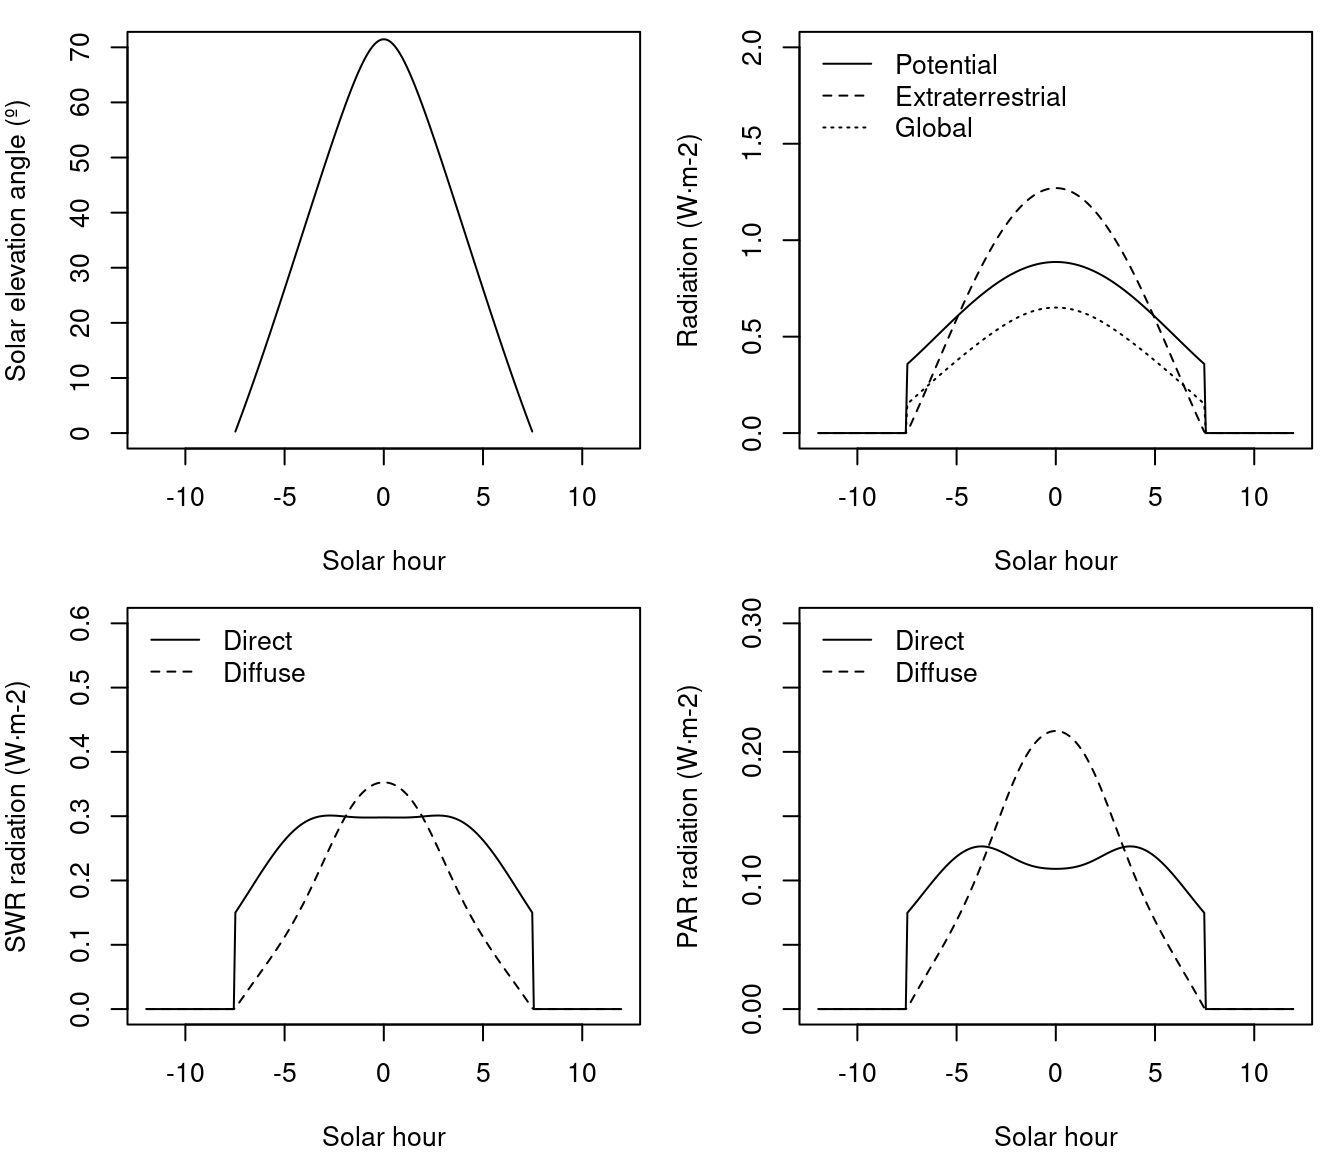 Solar elevation angle (º)
70
60
50
40
30
20
10
0
-10 -5 0 5 10
Solar hour
Radiation (W·m-2)
2.0
1.5
1.0
0.5
0.0
Potential
Extraterrestrial
Global
-10 -5 0 5 10
Solar hour
SWR radiation (W·m-2)
0.6
0.5
0.4
0.3
0.2
0.1
0.0
Direct
Diffuse
-10 -5 0 5 10
Solar hour
PAR radiation (W·m-2)
0.30
0.20
0.10
0.00
Direct
Diffuse
-10 -5 0 5 10
Solar hour